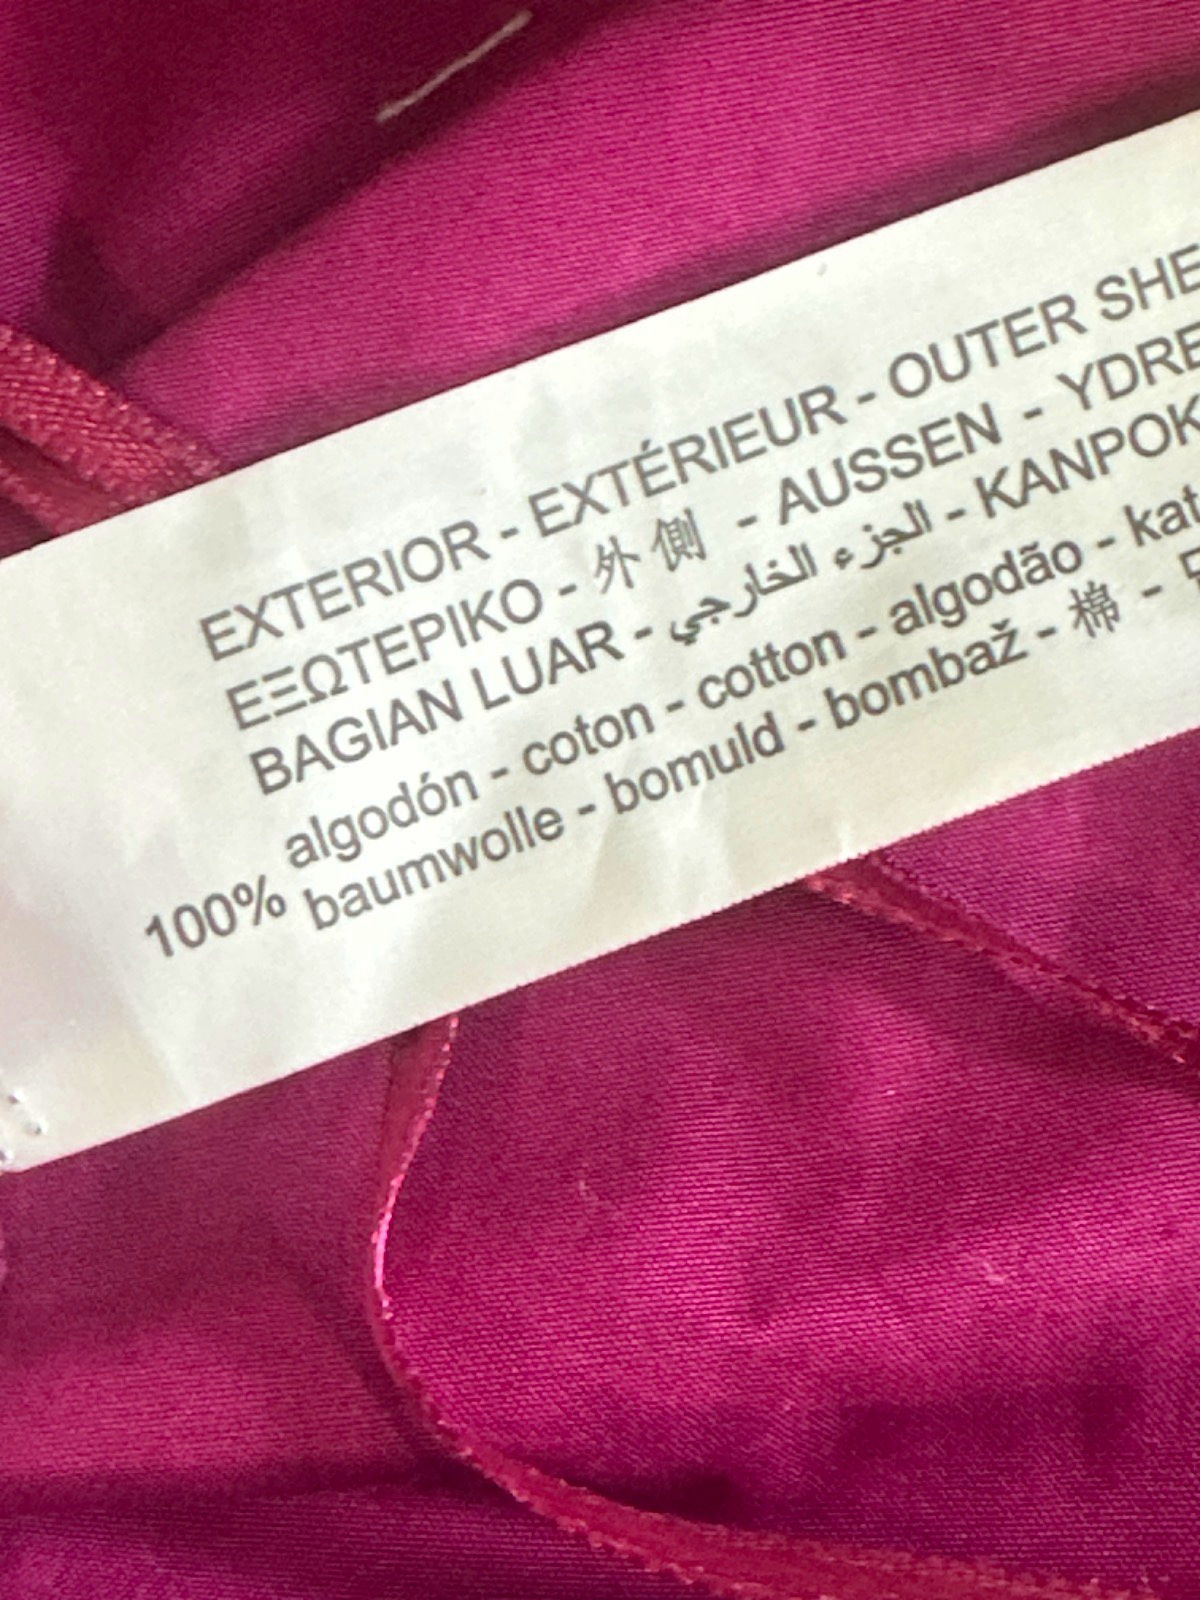 EXTERIOR - EXTÉRIEUR - OUTER SHE
ΕΞΩΤΕΡΙΚΟ - 外側 - AUSSEN - YDRE
BAGIAN LUAR - الجزء الخارجي - KANPOK
algodón - coton - cotton - algodão - kat
100% baumwolle - bomuld - bombaž - 棉 -